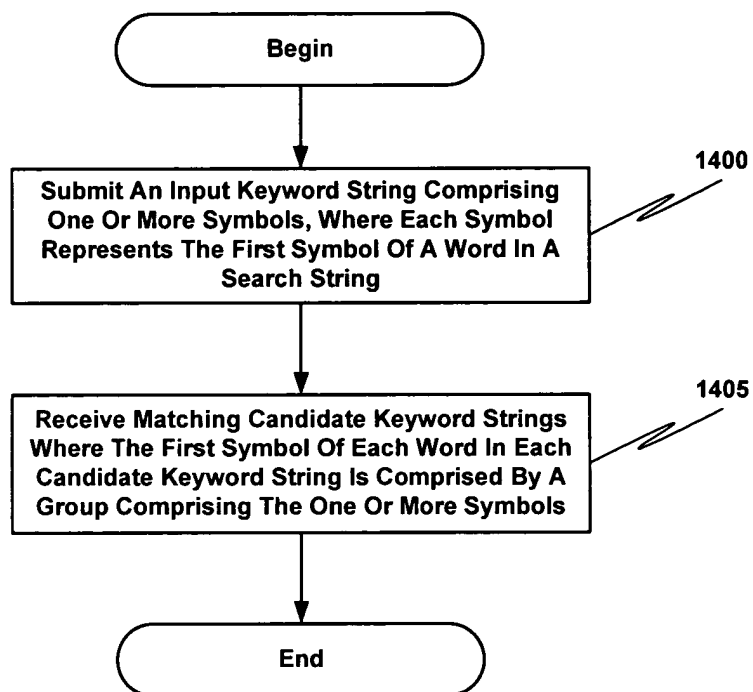 Begin
1400
Submit An Input Keyword String Comprising
One Or More Symbols, Where Each Symbol
Represents The First Symbol Of A Word In A
Search String
1405
Receive Matching Candidate Keyword Strings
Where The First Symbol Of Each Word In Each
Candidate Keyword String Is Comprised By A
Group Comprising The One Or More Symbols
End